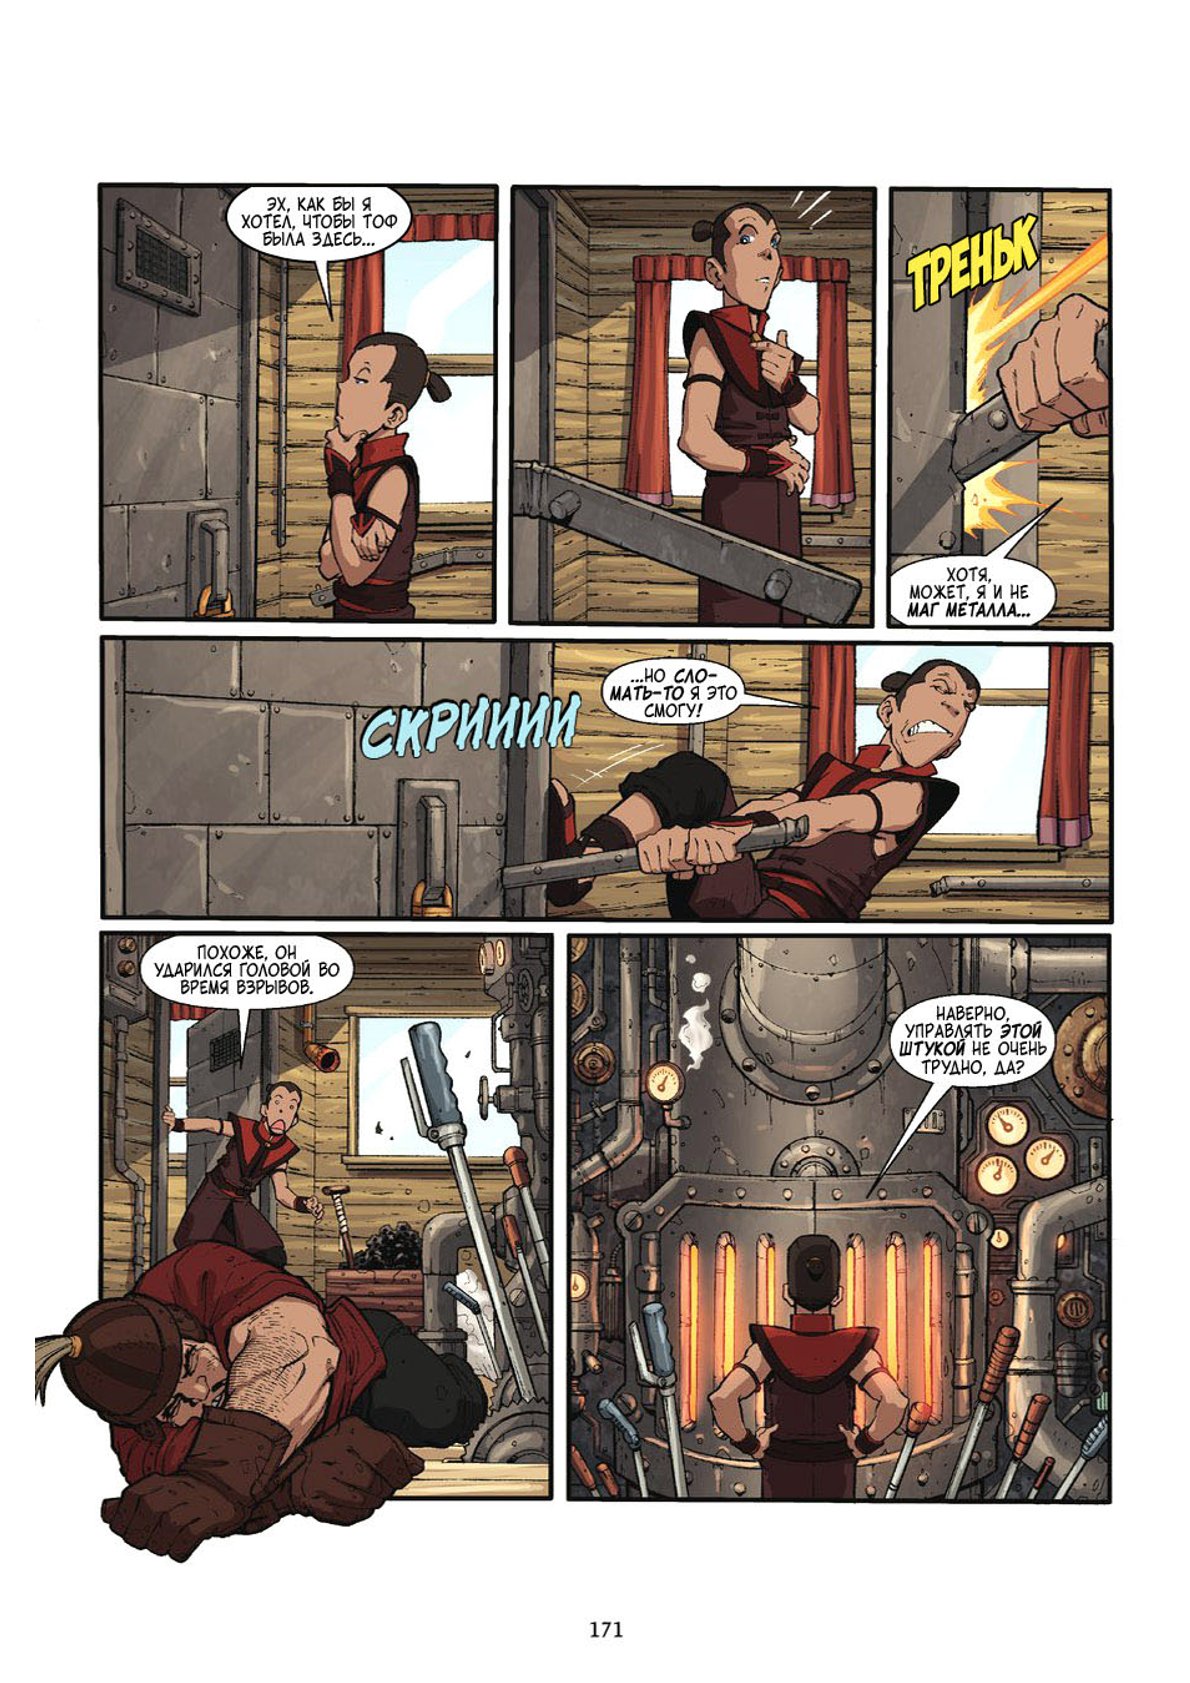 ЭХ, КАК БЫ Я
ХОТЕЛ, ЧТОБЫ ТОФ
БЫЛА ЗДЕСЬ...
ТРЕНЬК
ХОТЯ,
МОЖЕТ, Я И НЕ
МАГ МЕТАЛЛА...
СКРИИИИ
...НО СЛО-
МАТЬ-ТО Я ЭТО
СМОГУ!
ПОХОЖЕ, ОН
УДАРИЛСЯ ГОЛОВОЙ ВО
ВРЕМЯ ВЗРЫВОВ.
НАВЕРНО,
УПРАВЛЯТЬ ЭТОЙ
ШТУКОЙ НЕ ОЧЕНЬ
ТРУДНО, ДА?
171